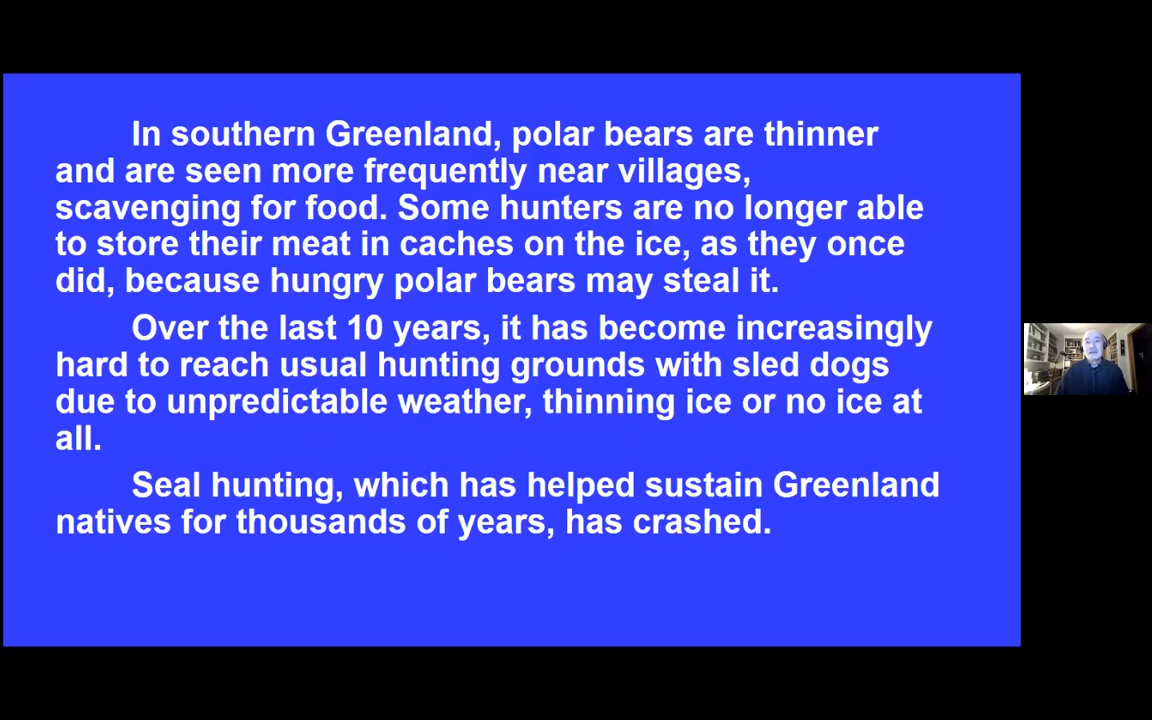 In southern Greenland, polar bears are thinner
and are seen more frequently near villages,
scavenging for food. Some hunters are no longer able
to store their meat in caches on the ice, as they once
did, because hungry polar bears may steal it.
Over the last 10 years, it has become increasingly
hard to reach usual hunting grounds with sled dogs
due to unpredictable weather, thinning ice or no ice at
all.
Seal hunting, which has helped sustain Greenland
natives for thousands of years, has crashed.